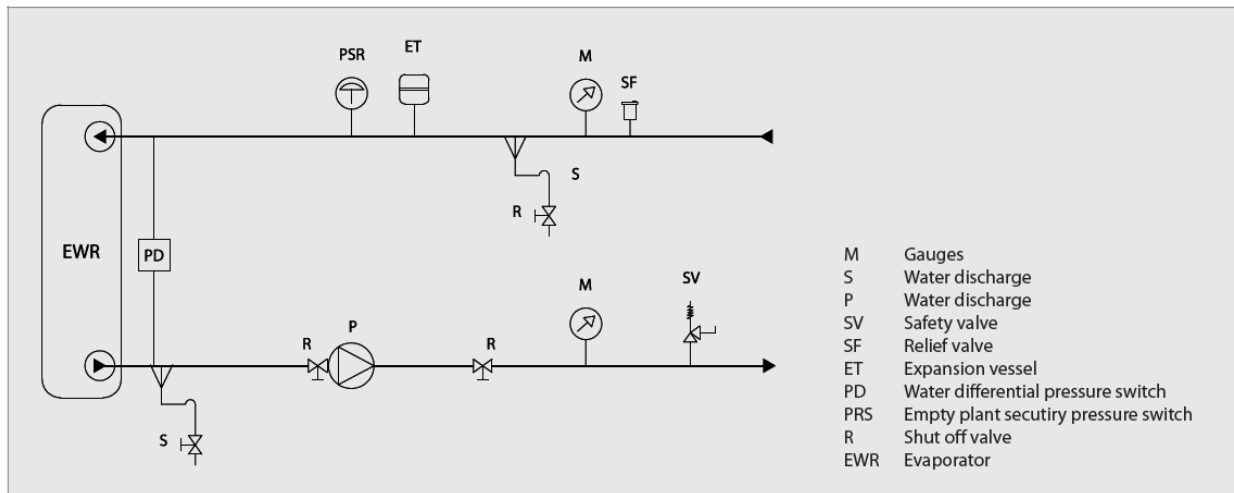 ET
PSR
M
SF
S
R
EWR
PD
M
SV
P
R
R
S
M Gauges
S Water discharge
P Water discharge
SV Safety valve
SF Relief valve
ET Expansion vessel
PD Water differential pressure switch
PRS Empty plant secutiry pressure switch
R Shut off valve
EWR Evaporator